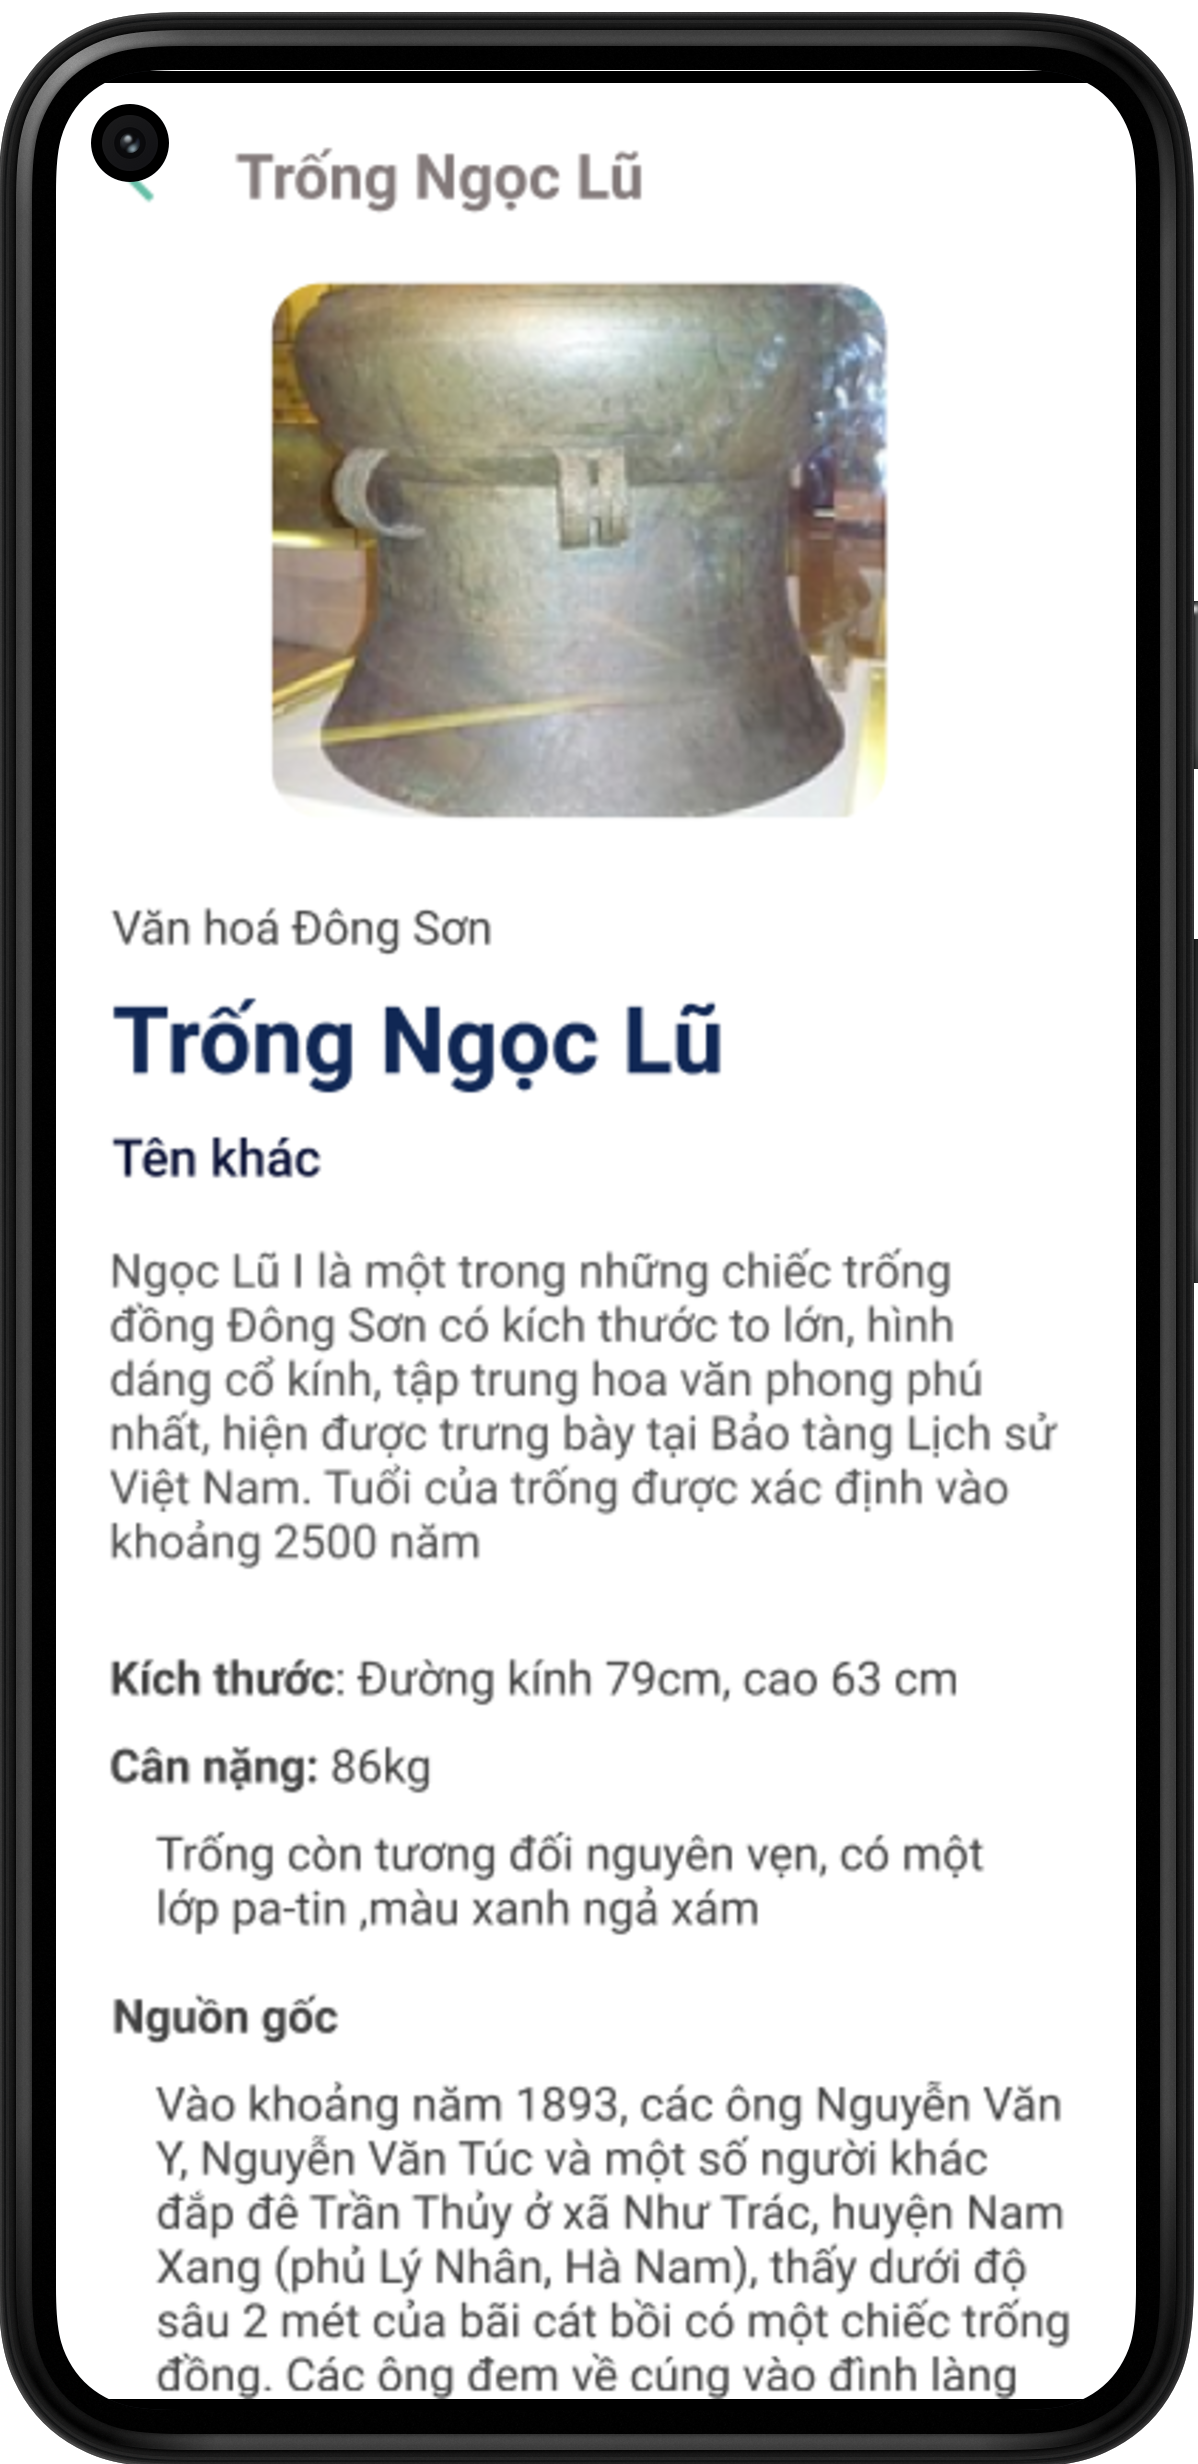 Trống Ngọc Lũ
Văn hoá Đông Sơn
Trống Ngọc Lũ
Tên khác
Ngọc Lũ I là một trong những chiếc trống
đồng Đông Sơn có kích thước to lớn, hình
dáng cổ kính, tập trung hoa văn phong phú
nhất, hiện được trưng bày tại Bảo tàng Lịch sử
Việt Nam. Tuổi của trống được xác định vào
khoảng 2500 năm
Kích thước: Đường kính 79cm, cao 63 cm
Cân nặng: 86kg
Trống còn tương đối nguyên vẹn, có một
lớp pa-tin ,màu xanh ngả xám
Nguồn gốc
Vào khoảng năm 1893, các ông Nguyễn Văn
Y, Nguyễn Văn Túc và một số người khác
đắp đê Trần Thủy ở xã Như Trác, huyện Nam
Xang (phủ Lý Nhân, Hà Nam), thấy dưới độ
sâu 2 mét của bãi cát bồi có một chiếc trống
đồng. Các ông đem về cúng vào đình làng